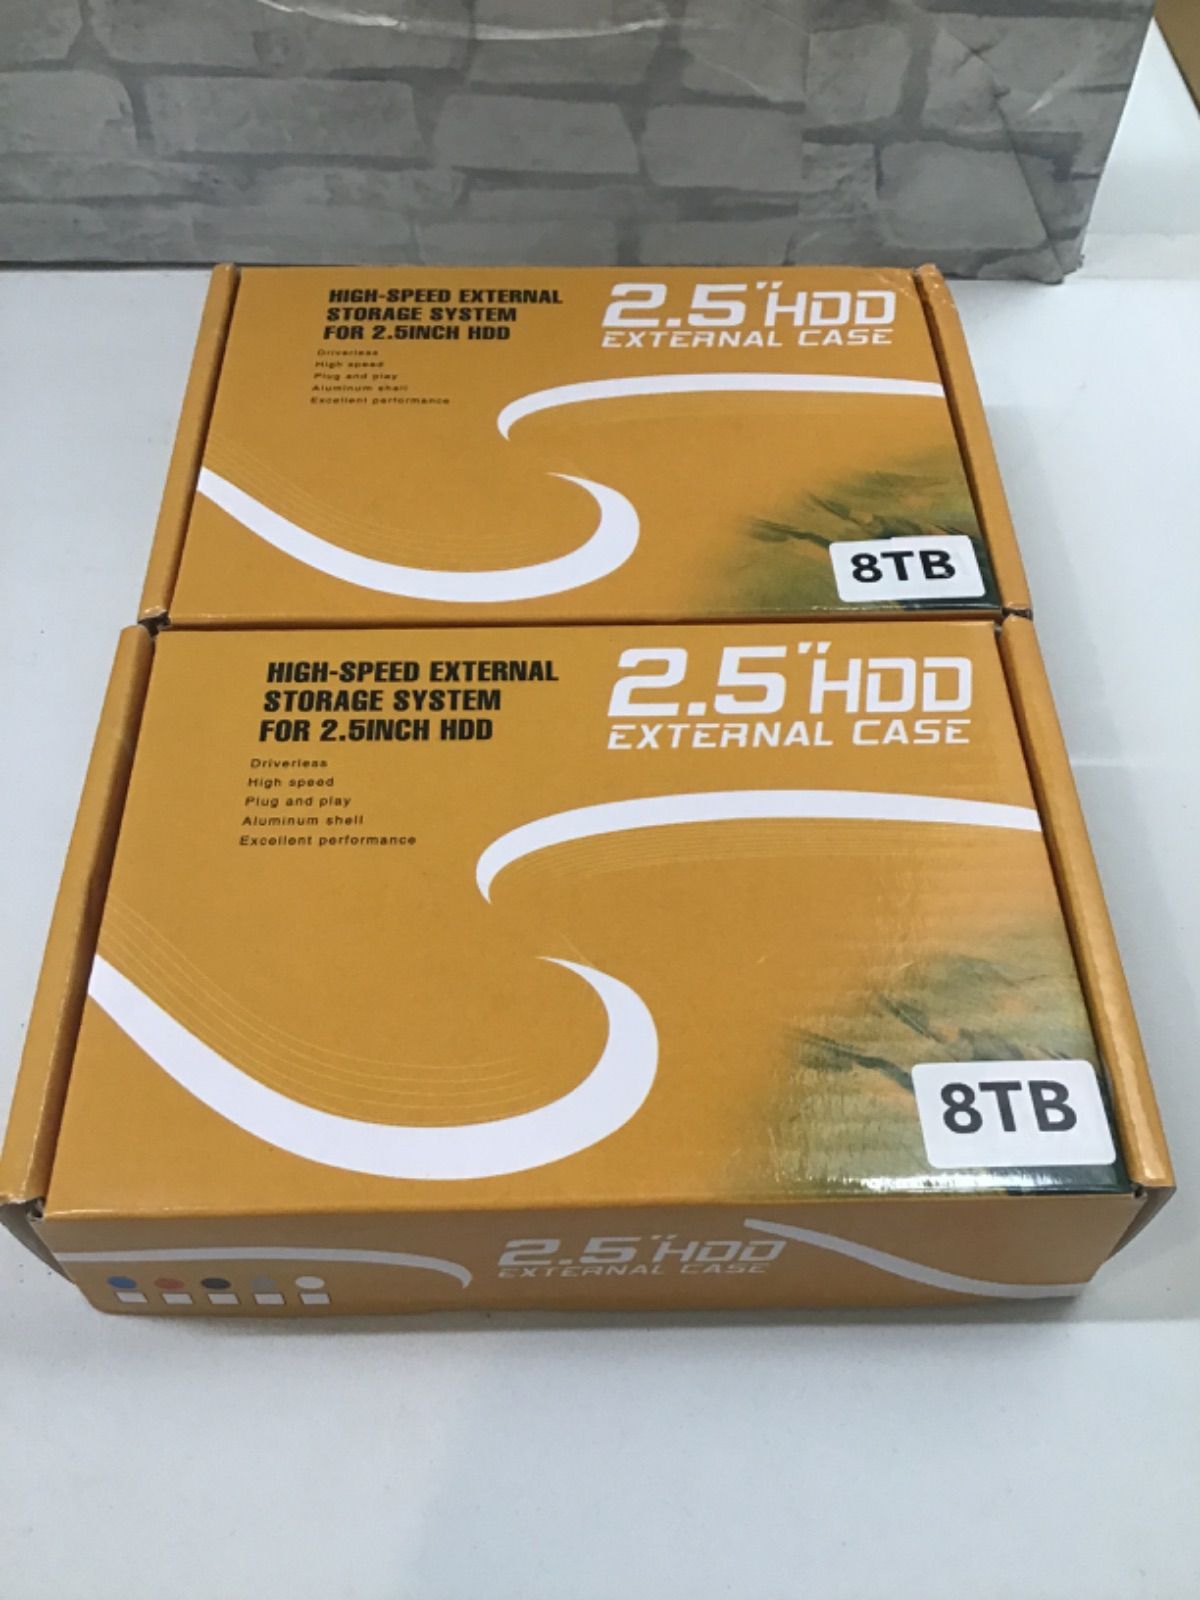 HIGH-SPEED EXTERNAL
STORAGE SYSTEM
FOR 2.5INCH HDD
Driverless
High speed
Plug and play
Aluminum shell
Excellent performance
2.5" HDD
EXTERNAL CASE
8TB
HIGH-SPEED EXTERNAL
STORAGE SYSTEM
FOR 2.5INCH HDD
Driverless
High speed
Plug and play
Aluminum shell
Excellent performance
2.5" HDD
EXTERNAL CASE
8TB
2.5" HDD
EXTERNAL CASE